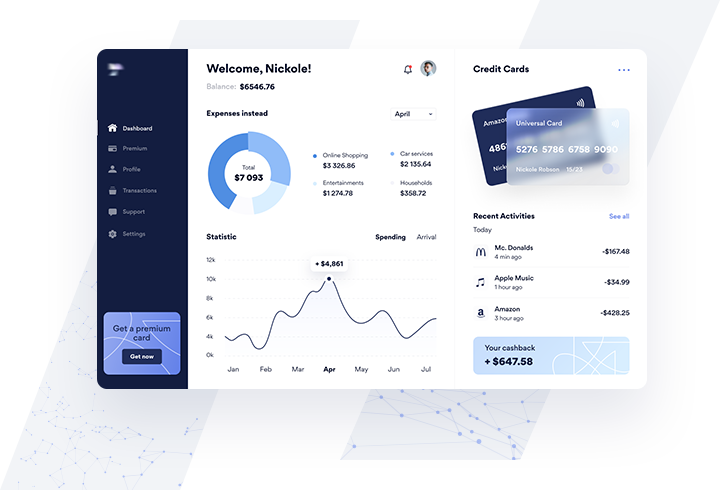 Welcome, Nickole!
Balance: $6546.76
Dashboard
Premium
Profile
Transactions
Support
Settings
Get a premium
card
Get now
Expenses instead
April
Total
$7 093
Online Shopping
$3 326.86
Car services
$2 135.64
Entertainments
$1 274.78
Households
$358.72
Statistic
Spending
Arrival
+ $4,861
12k
10k
8k
6k
4k
0k
Jan
Feb
Mar
Apr
May
Jun
Jul
Credit Cards
Amazon
486
Nick
Universal Card
5276 5786 6758 9090
Nickole Robson 15/23
Recent Activities
See all
Today
Mc. Donalds
4 min ago
-$167.48
Apple Music
1 hour ago
-$34.99
Amazon
3 hour ago
-$428.25
Your cashback
+ $647.58